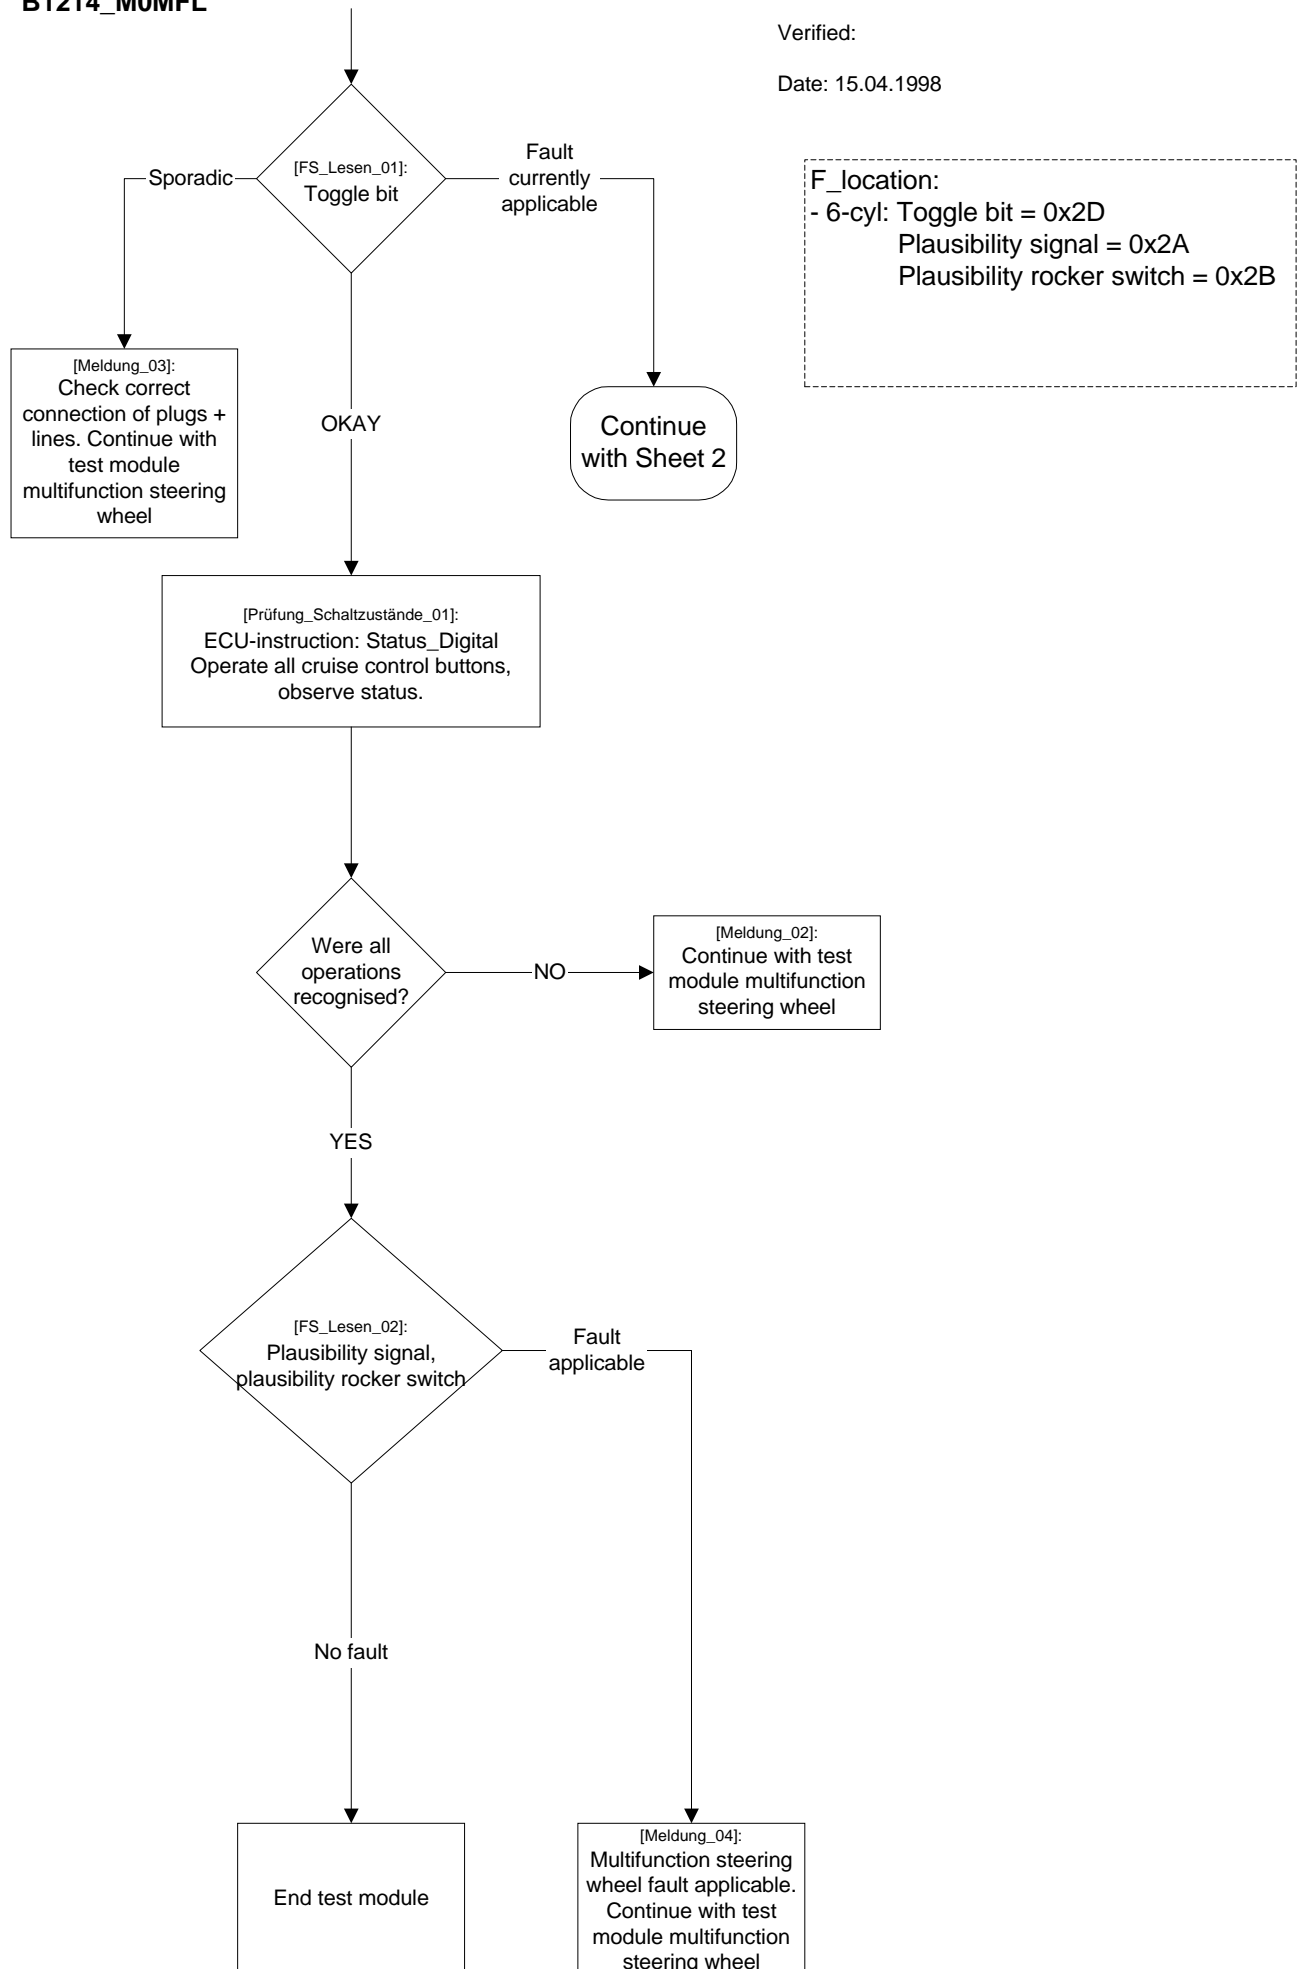 B1214_M0MFL
Verified:
Date: 15.04.1998
F_location:
- 6-cyl: Toggle bit = 0x2D
Plausibility signal = 0x2A
Plausibility rocker switch = 0x2B
[FS_Lesen_01]:
Toggle bit
Sporadic
Fault
currently
applicable
[Meldung_03]:
Check correct
connection of plugs +
lines. Continue with
test module
multifunction steering
wheel
OKAY
Continue
with Sheet 2
[Prüfung_Schaltzustände_01]:
ECU-instruction: Status_Digital
Operate all cruise control buttons,
observe status.
Were all
operations
recognised?
NO
[Meldung_02]:
Continue with test
module multifunction
steering wheel
YES
[FS_Lesen_02]:
Plausibility signal,
plausibility rocker switch
Fault
applicable
No fault
End test module
[Meldung_04]:
Multifunction steering
wheel fault applicable.
Continue with test
module multifunction
steering wheel